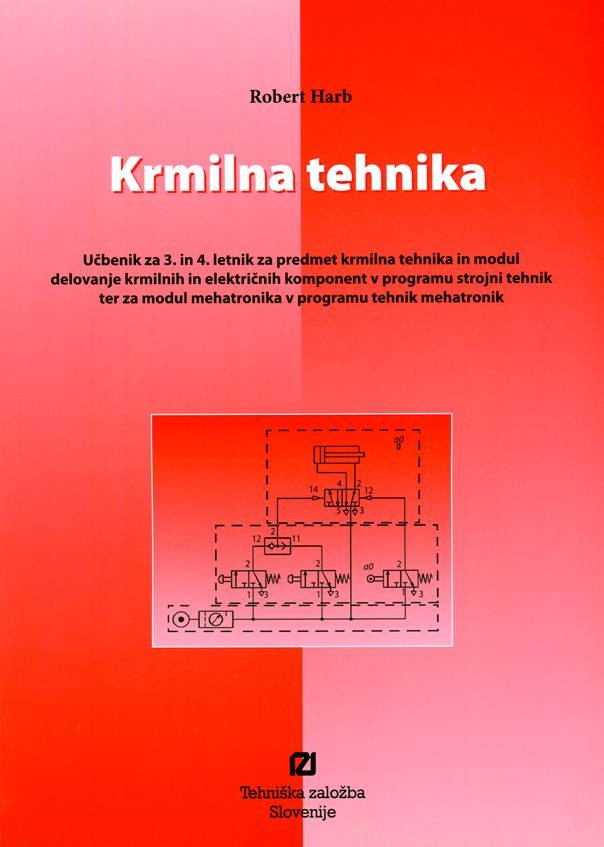 Robert Harb
Krmilna tehnika
Učbenik za 3. in 4. letnik za predmet krmilna tehnika in modul
delovanje krmilnih in električnih komponent v programu strojni tehnik
ter za modul mehatronika v programu tehnik mehatronik
a0
4 2
14 12
5 3
2
12 11
2 2 a0 2
1 3 1 3 1 3
Tehniška založba
Slovenije